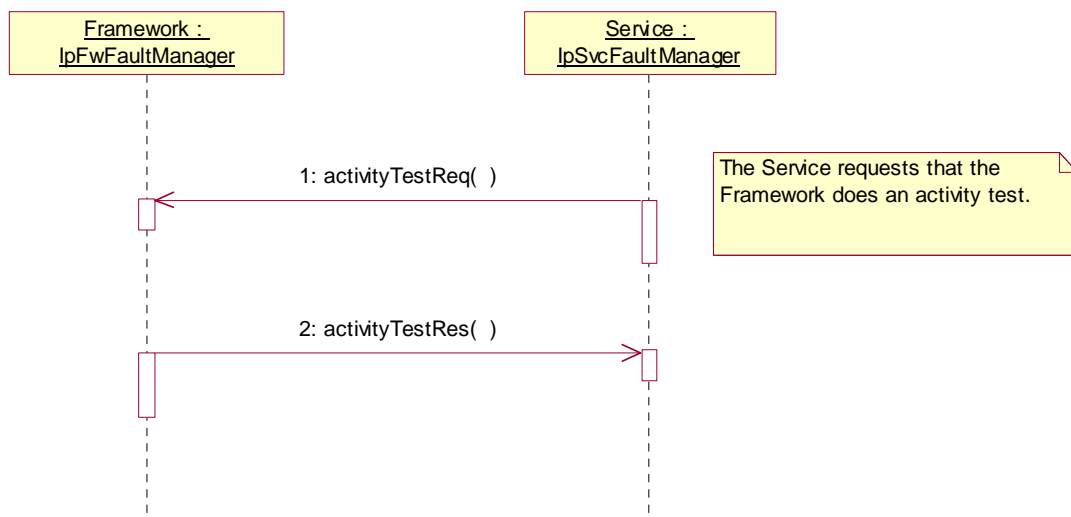 Framework :
IpFwFaultManager
Service :
IpSvcFaultManager
1: activityTestReq( )
The Service requests that the
Framework does an activity test.
2: activityTestRes( )